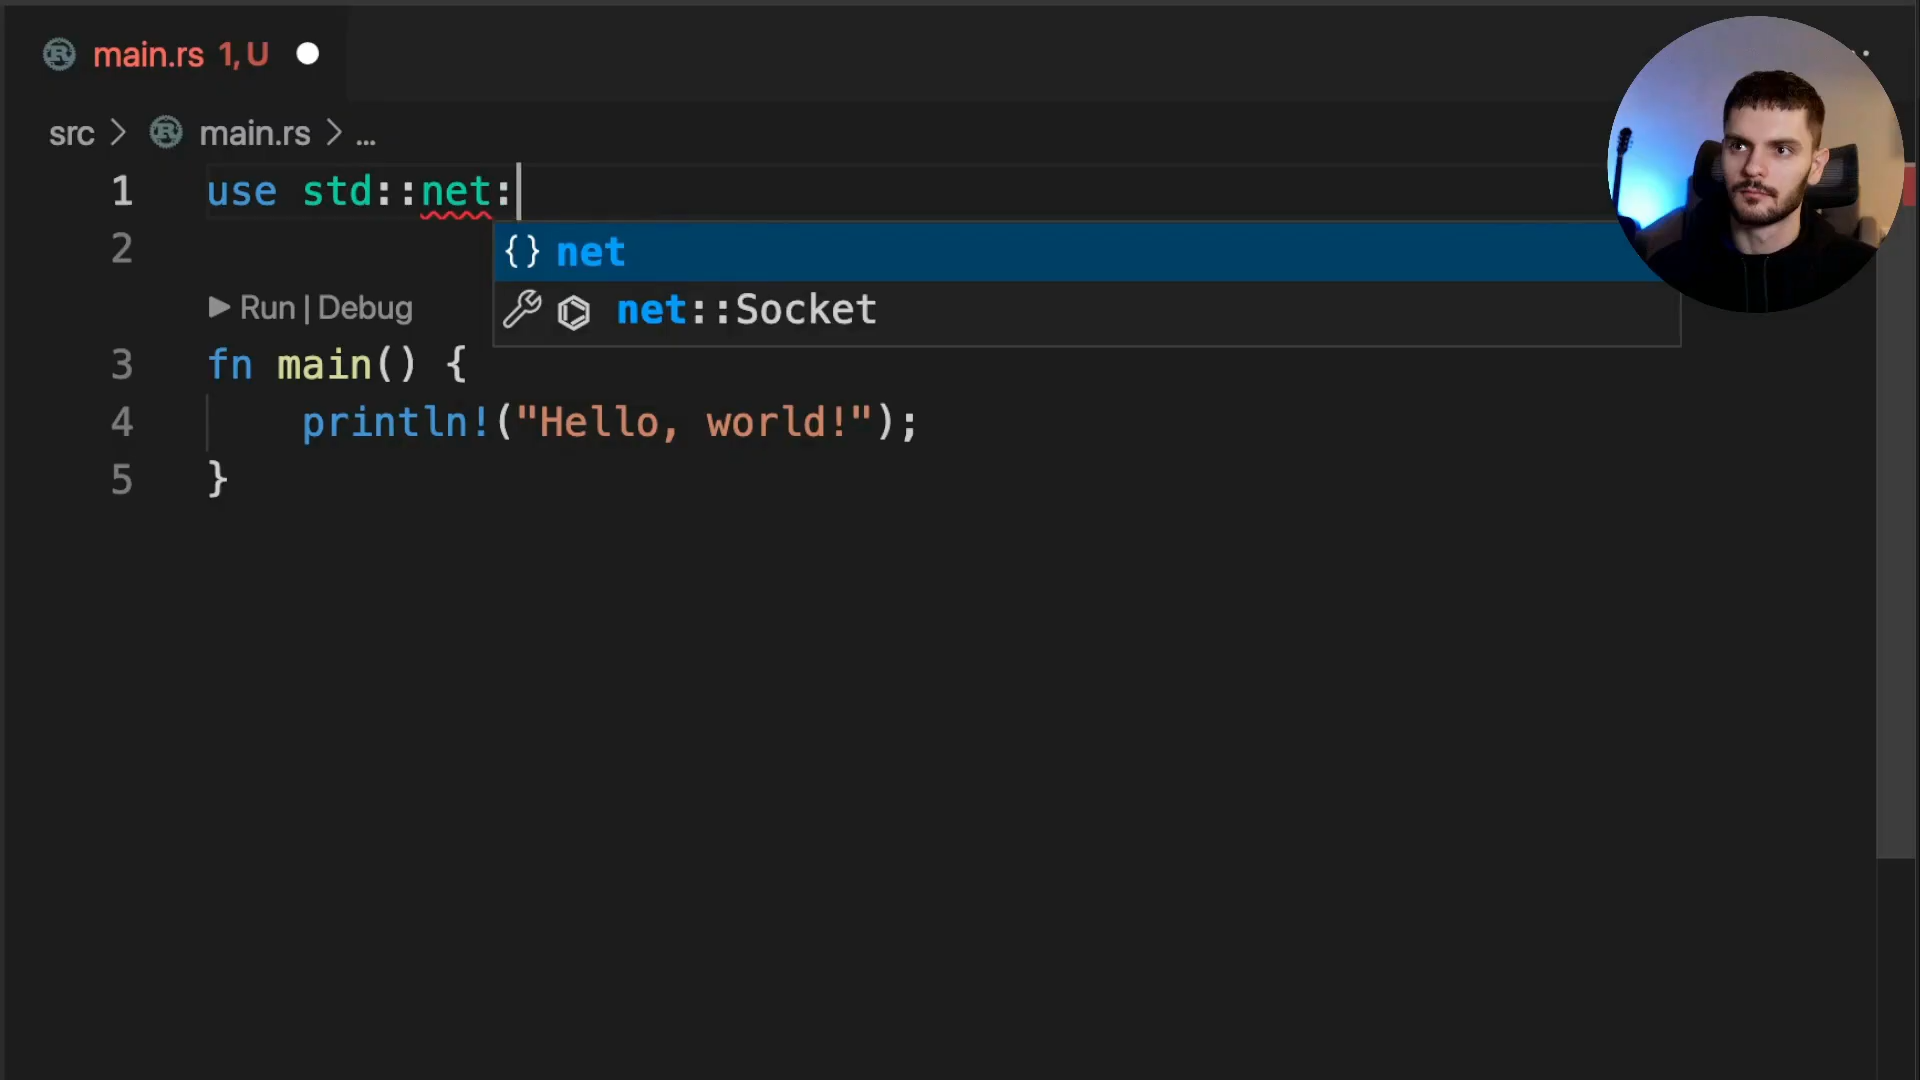 main.rs 1, U
src > main.rs > ...
1 use std::net:
{} net
2
net::Socket
Run | Debug
3 fn main() {
4 println!("Hello, world!");
5 }